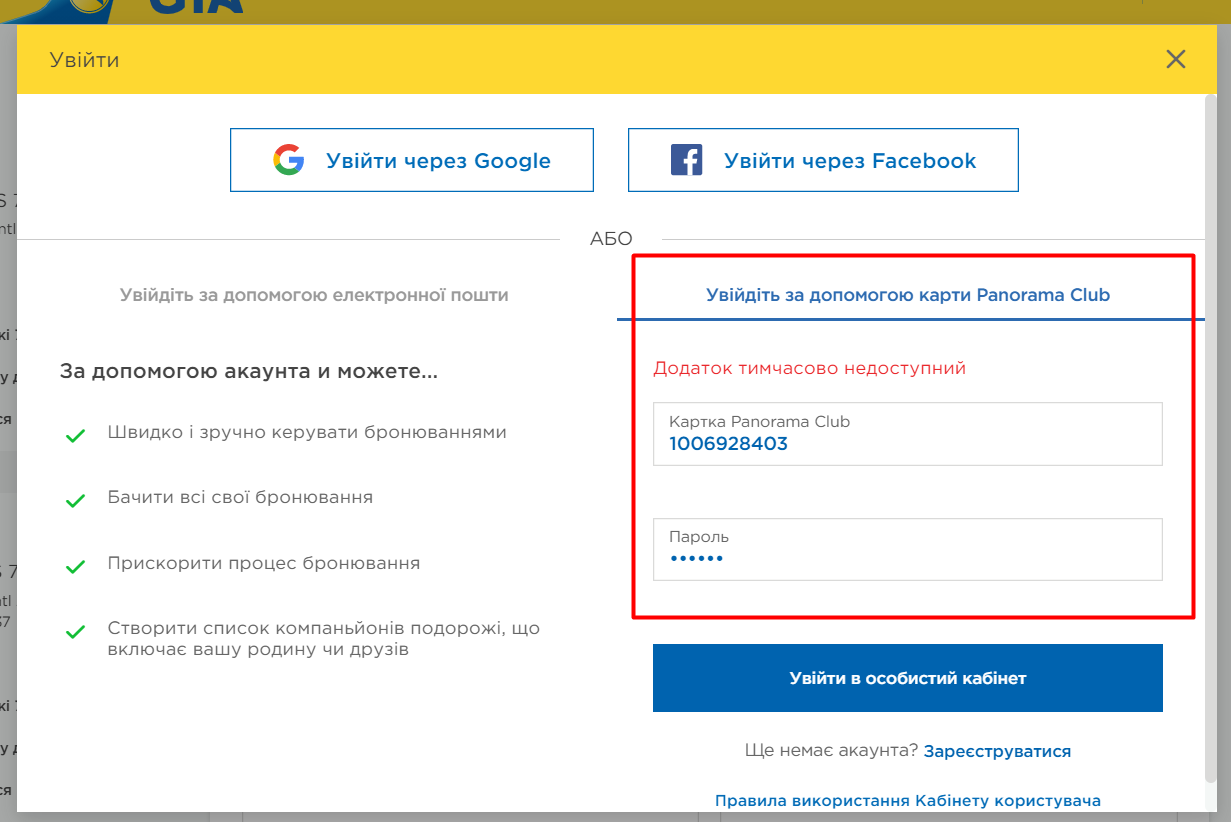 Увійти
Увійти через Google
Увійти через Facebook
АБО
Увійдіть за допомогою електронної пошти
Увійдіть за допомогою карти Panorama Club
За допомогою акаунта и можете...
Швидко і зручно керувати бронюваннями
Бачити всі свої бронювання
Прискорити процес бронювання
Створити список компаньйонів подорожі, що
включає вашу родину чи друзів
Додаток тимчасово недоступний
Картка Panorama Club
1006928403
Пароль
••••••
Увійти в особистий кабінет
Ще немає акаунта? Зареєструватися
Правила використання Кабінету користувача